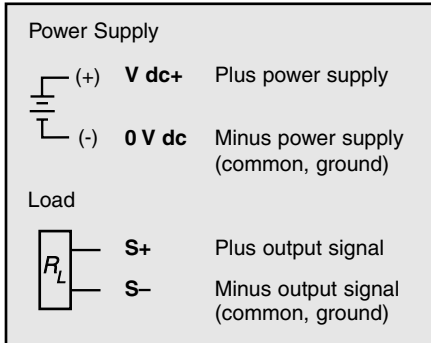 Power Supply
(+) V dc+ Plus power supply
(-) 0 V dc Minus power supply
(common, ground)
Load
R_L
S+ Plus output signal
S– Minus output signal
(common, ground)